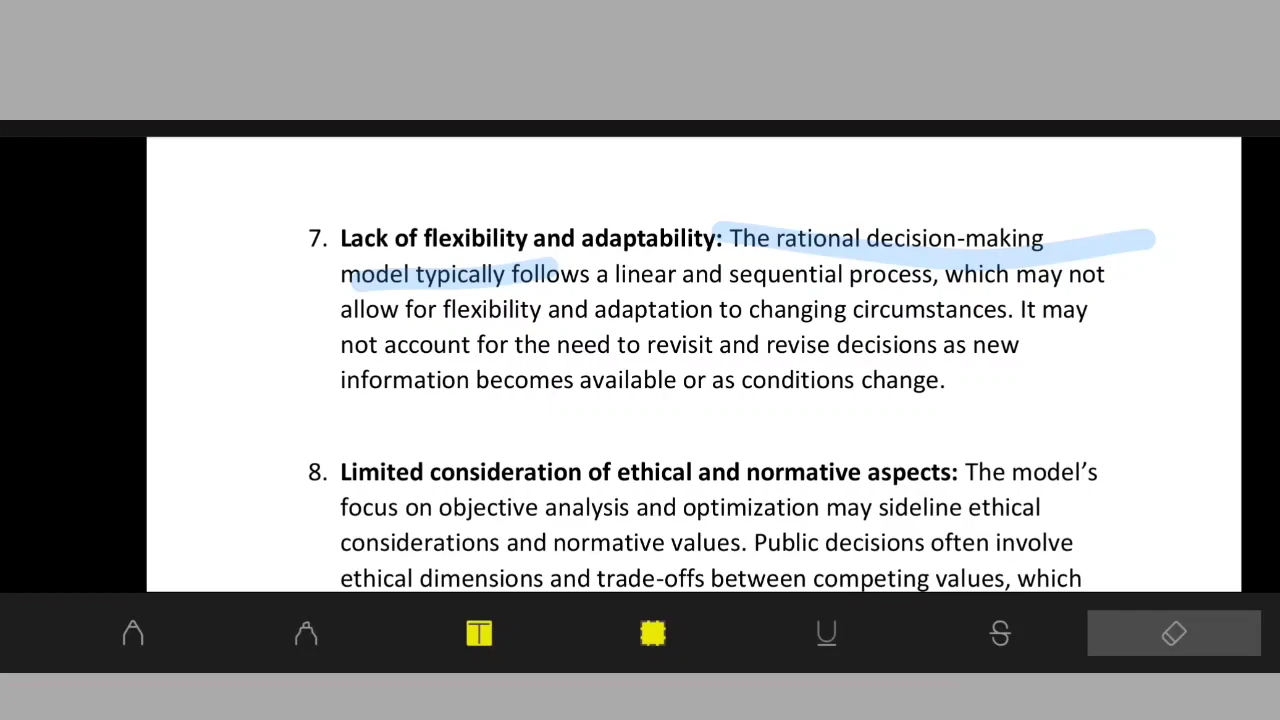 7. Lack of flexibility and adaptability: The rational decision-making
model typically follows a linear and sequential process, which may not
allow for flexibility and adaptation to changing circumstances. It may
not account for the need to revisit and revise decisions as new
information becomes available or as conditions change.
8. Limited consideration of ethical and normative aspects: The model’s
focus on objective analysis and optimization may sideline ethical
considerations and normative values. Public decisions often involve
ethical dimensions and trade-offs between competing values, which